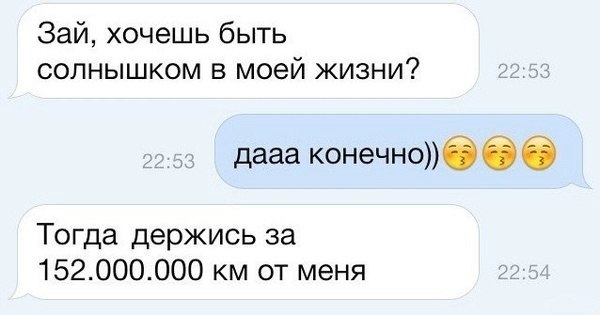 Зай, хочешь быть
солнышком в моей жизни?
22:53
22:53
дааа конечно))😚😚😚
Тогда держись за
152.000.000 км от меня
22:54